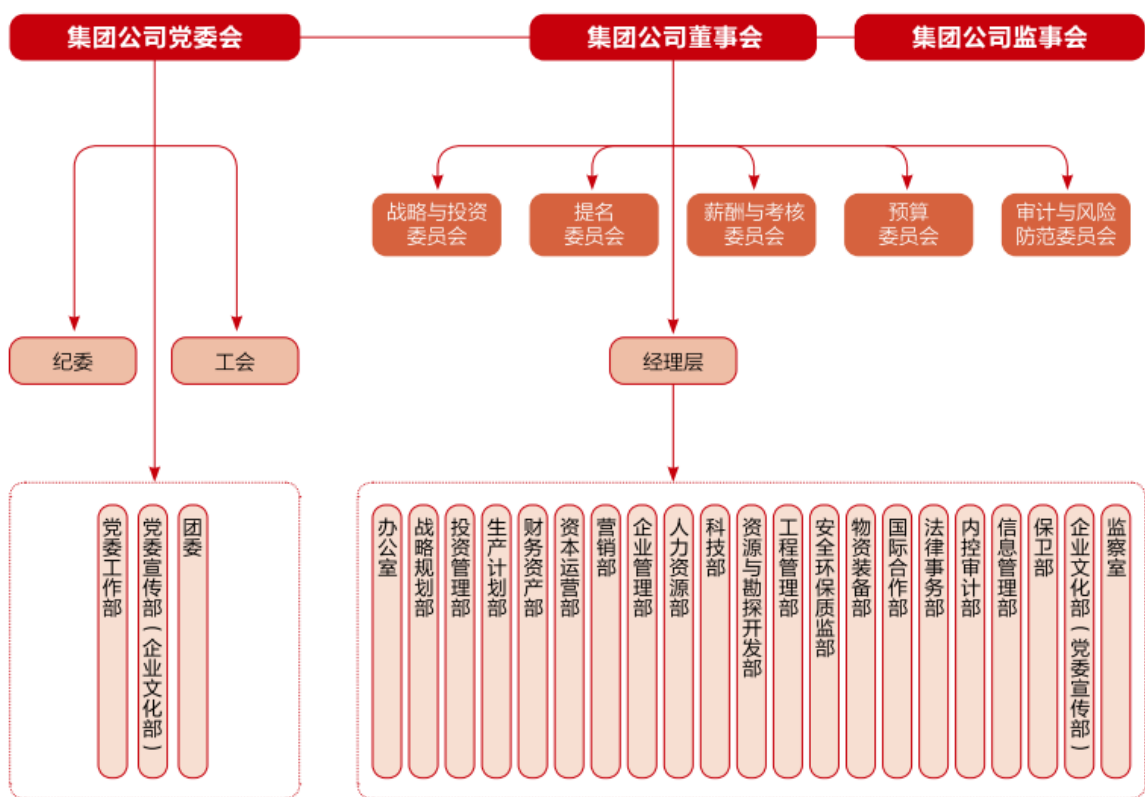 集团公司党委会
集团公司董事会
集团公司监事会
战略与投资
委员会
提名
委员会
薪酬与考核
委员会
预算
委员会
审计与风险
防范委员会
纪委
工会
经理层
党委工作部
党委宣传部(企业文化部)
团委
办公室
战略规划部
投资管理部
生产计划部
财务资产部
资本运营部
营销部
企业管理部
人力资源部
科技部
资源与勘探开发部
工程管理部
安全环保质监部
物资装备部
国际合作部
法律事务部
内控审计部
信息管理部
保卫部
企业文化部(党委宣传部)
监察室